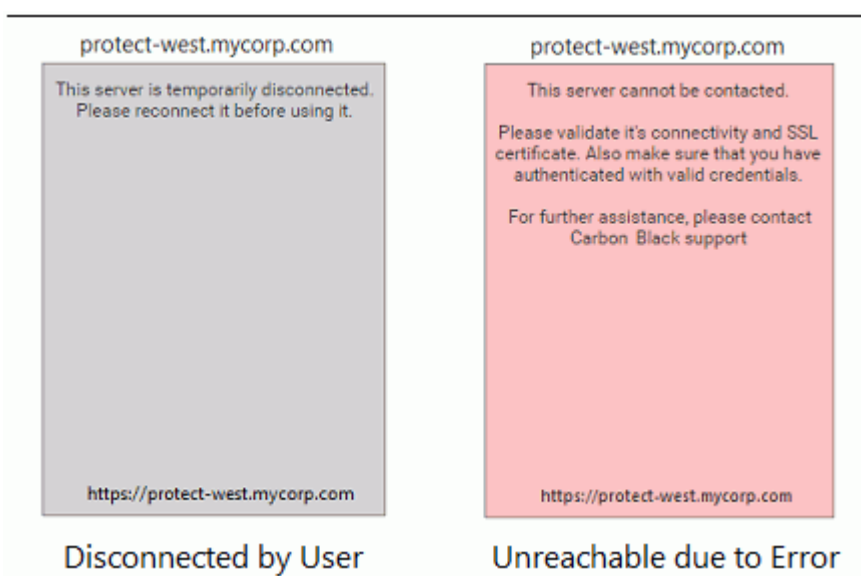 protect-west.mycorp.com
This server is temporarily disconnected.
Please reconnect it before using it.
https://protect-west.mycorp.com
Disconnected by User
protect-west.mycorp.com
This server cannot be contacted.
Please validate it's connectivity and SSL
certificate. Also make sure that you have
authenticated with valid credentials.
For further assistance, please contact
Carbon Black support
https://protect-west.mycorp.com
Unreachable due to Error